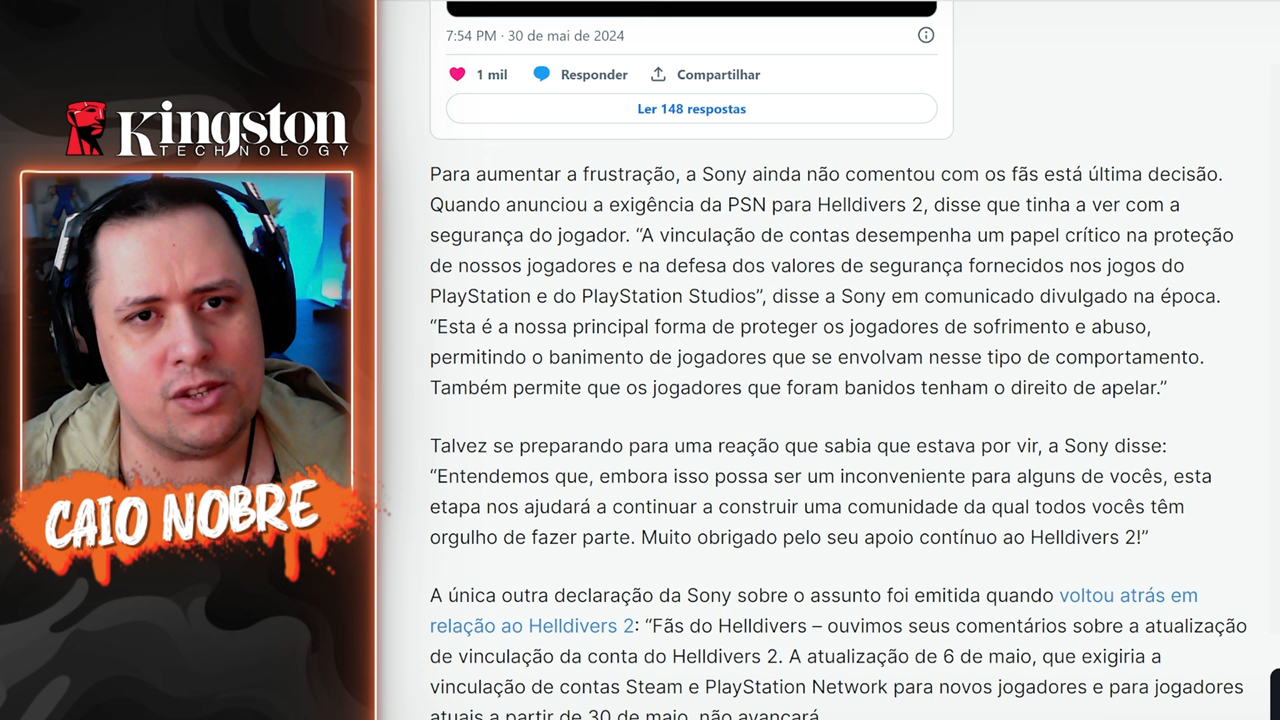 Kingston
TECHNOLOGY
CAIO NOBRE
7:54 PM · 30 de mai de 2024
1 mil Responder Compartilhar
Ler 148 respostas
Para aumentar a frustração, a Sony ainda não comentou com os fãs está última decisão.
Quando anunciou a exigência da PSN para Helldivers 2, disse que tinha a ver com a
segurança do jogador. “A vinculação de contas desempenha um papel crítico na proteção
de nossos jogadores e na defesa dos valores de segurança fornecidos nos jogos do
PlayStation e do PlayStation Studios”, disse a Sony em comunicado divulgado na época.
“Esta é a nossa principal forma de proteger os jogadores de sofrimento e abuso,
permitindo o banimento de jogadores que se envolvam nesse tipo de comportamento.
Também permite que os jogadores que foram banidos tenham o direito de apelar.”
Talvez se preparando para uma reação que sabia que estava por vir, a Sony disse:
“Entendemos que, embora isso possa ser um inconveniente para alguns de vocês, esta
etapa nos ajudará a continuar a construir uma comunidade da qual todos vocês têm
orgulho de fazer parte. Muito obrigado pelo seu apoio contínuo ao Helldivers 2!”
A única outra declaração da Sony sobre o assunto foi emitida quando voltou atrás em
relação ao Helldivers 2: “Fãs do Helldivers – ouvimos seus comentários sobre a atualização
de vinculação da conta do Helldivers 2. A atualização de 6 de maio, que exigiria a
vinculação de contas Steam e PlayStation Network para novos jogadores e para jogadores
atuais a partir de 30 de maio, não avançará.